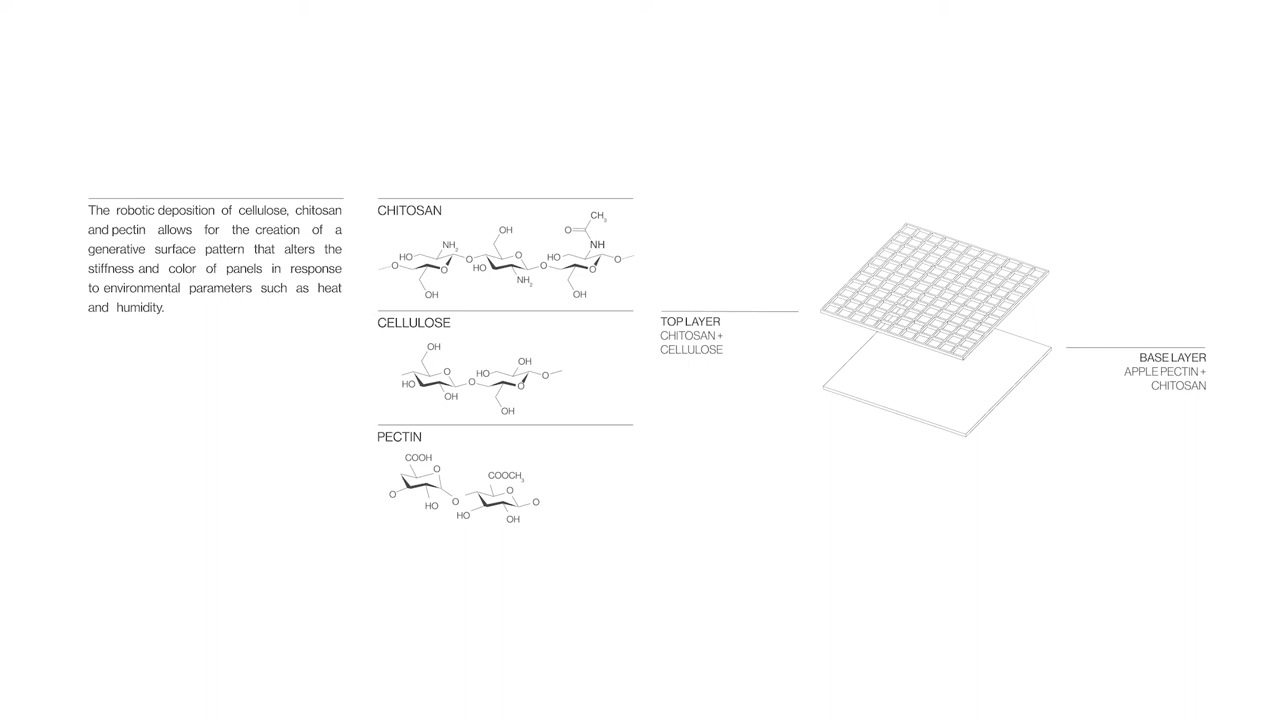 The robotic deposition of cellulose, chitosan
and pectin allows for the creation of a
generative surface pattern that alters the
stiffness and color of panels in response
to environmental parameters such as heat
and humidity.
CHITOSAN
CH3
O
OH
NH2
NH
HO
O
O
O
HO
O
HO
NH2
O
O
O
OH
OH
CELLULOSE
OH
OH
O
HO
O
HO
O
O
OH
OH
PECTIN
COOH
O
COOCH3
O
O
HO
O
O
HO
OH
TOP LAYER
CHITOSAN +
CELLULOSE
BASE LAYER
APPLE PECTIN +
CHITOSAN